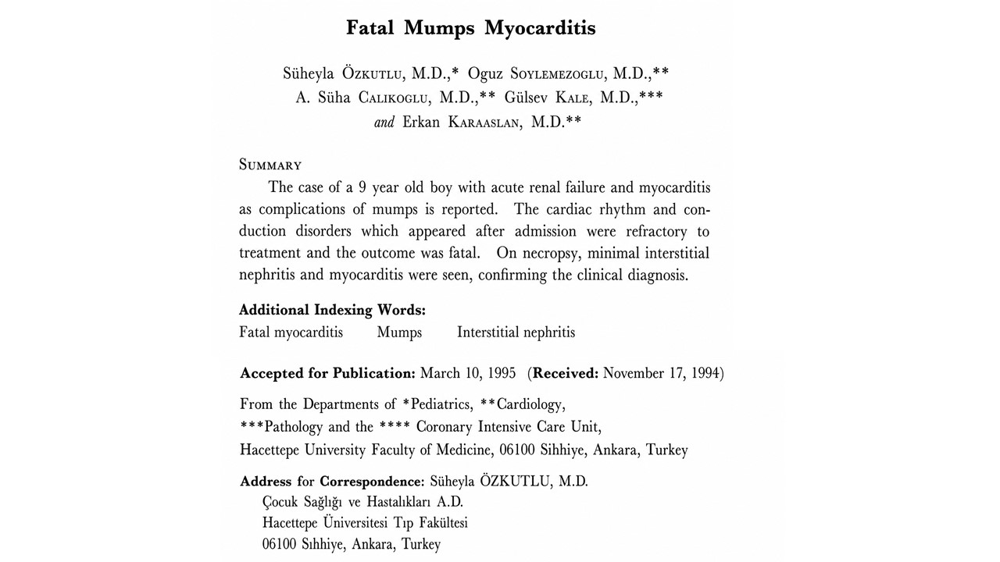 Fatal Mumps Myocarditis
Süheyla ÖZKUTLU, M.D.,* Oguz SOYLEMEZOGLU, M.D.,**
A. Süha CALIKOGLU, M.D.,** Gülsev KALE, M.D.,***
and Erkan KARAASLAN, M.D.**
SUMMARY
The case of a 9 year old boy with acute renal failure and myocarditis
as complications of mumps is reported. The cardiac rhythm and con-
duction disorders which appeared after admission were refractory to
treatment and the outcome was fatal. On necropsy, minimal interstitial
nephritis and myocarditis were seen, confirming the clinical diagnosis.
Additional Indexing Words:
Fatal myocarditis Mumps Interstitial nephritis
Accepted for Publication: March 10, 1995 (Received: November 17, 1994)
From the Departments of *Pediatrics, **Cardiology,
***Pathology and the **** Coronary Intensive Care Unit,
Hacettepe University Faculty of Medicine, 06100 Sihhiye, Ankara, Turkey
Address for Correspondence: Süheyla ÖZKUTLU, M.D.
Çocuk Sağlığı ve Hastalıkları A.D.
Hacettepe Üniversitesi Tıp Fakültesi
06100 Sıhhiye, Ankara, Turkey